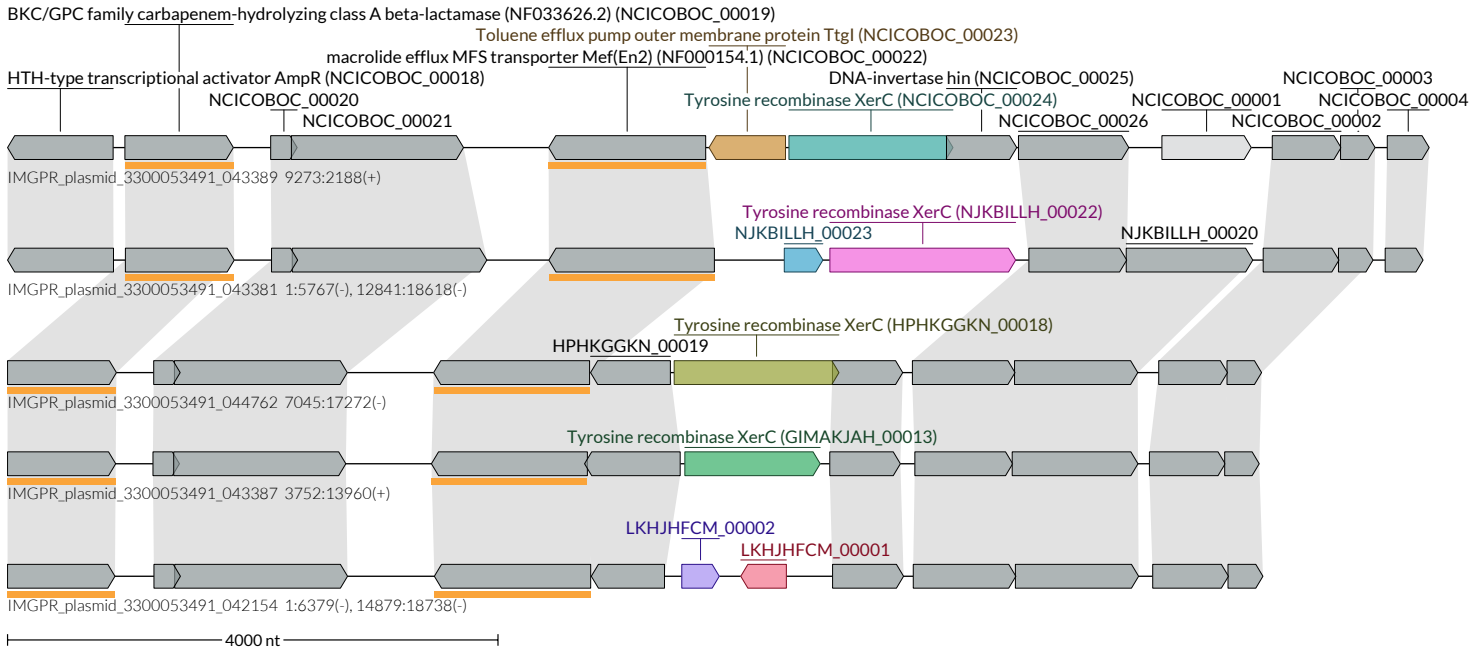 BKC/GPC family carbapenem-hydrolyzing class A beta-lactamase (NF033626.2) (NCICOBOC_00019)
Toluene efflux pump outer membrane protein TtgI (NCICOBOC_00023)
macrolide efflux MFS transporter Mef(En2) (NF000154.1) (NCICOBOC_00022)
HTH-type transcriptional activator AmpR (NCICOBOC_00018)
DNA-invertase hin (NCICOBOC_00025)
NCICOBOC_00003
NCICOBOC_00020
Tyrosine recombinase XerC (NCICOBOC_00024)
NCICOBOC_00001
NCICOBOC_00004
NCICOBOC_00021
NCICOBOC_00026
NCICOBOC_00002
IMGPR_plasmid_3300053491_043389 9273:2188(+)
Tyrosine recombinase XerC (NJKBILLH_00022)
NJKBILLH_00023
NJKBILLH_00020
IMGPR_plasmid_3300053491_043381 1:5767(-), 12841:18618(-)
Tyrosine recombinase XerC (HPHKGGKN_00018)
HPHKGGKN_00019
IMGPR_plasmid_3300053491_044762 7045:17272(-)
Tyrosine recombinase XerC (GIMAKJAH_00013)
IMGPR_plasmid_3300053491_043387 3752:13960(+)
LKHJHFCM_00002
LKHJHFCM_00001
IMGPR_plasmid_3300053491_042154 1:6379(-), 14879:18738(-)
4000 nt